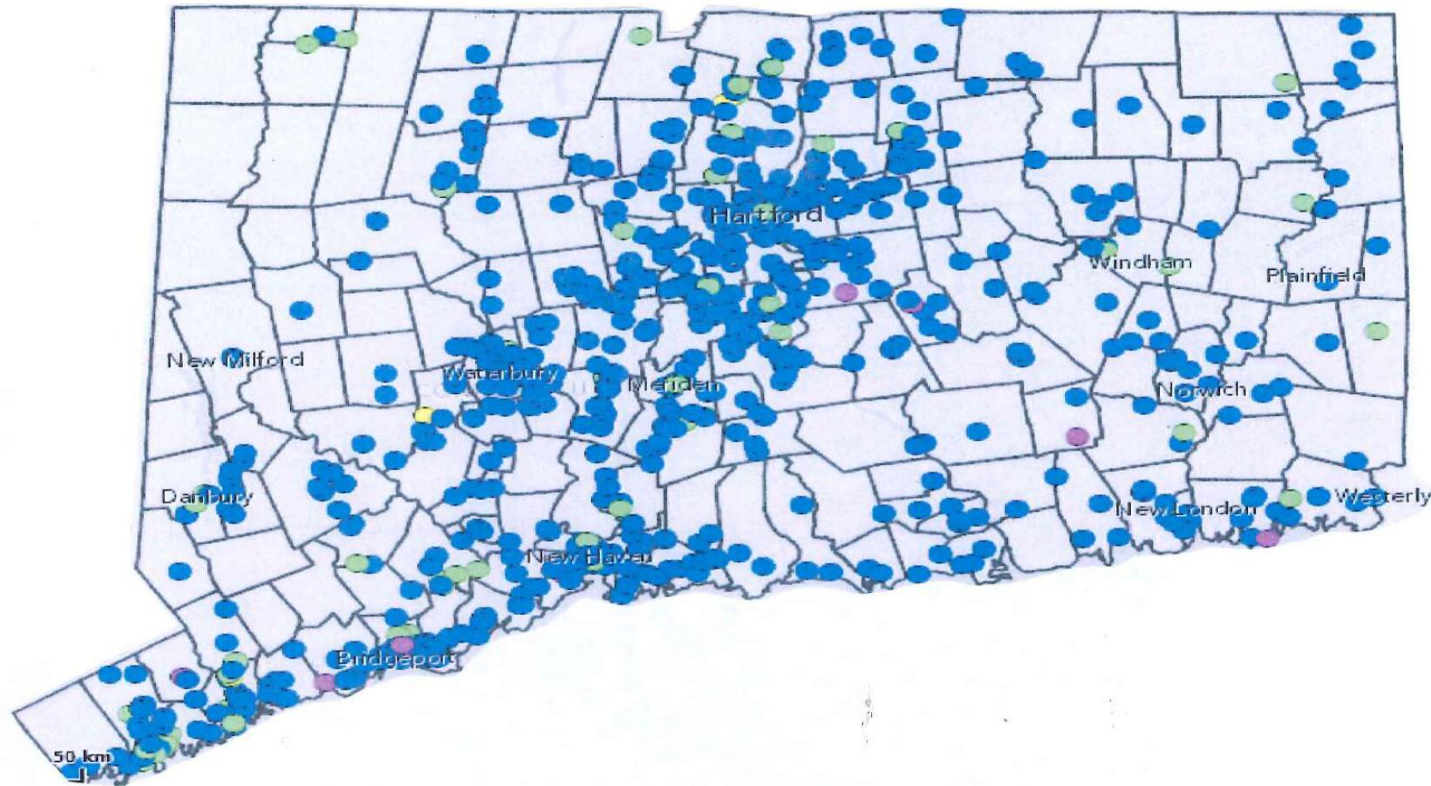 Hartford
Windham
Plainfield
New Milford
Waterbury
Meriden
Norwich
Danbury
New London
Westerly
New Haven
Bridgeport
50 km